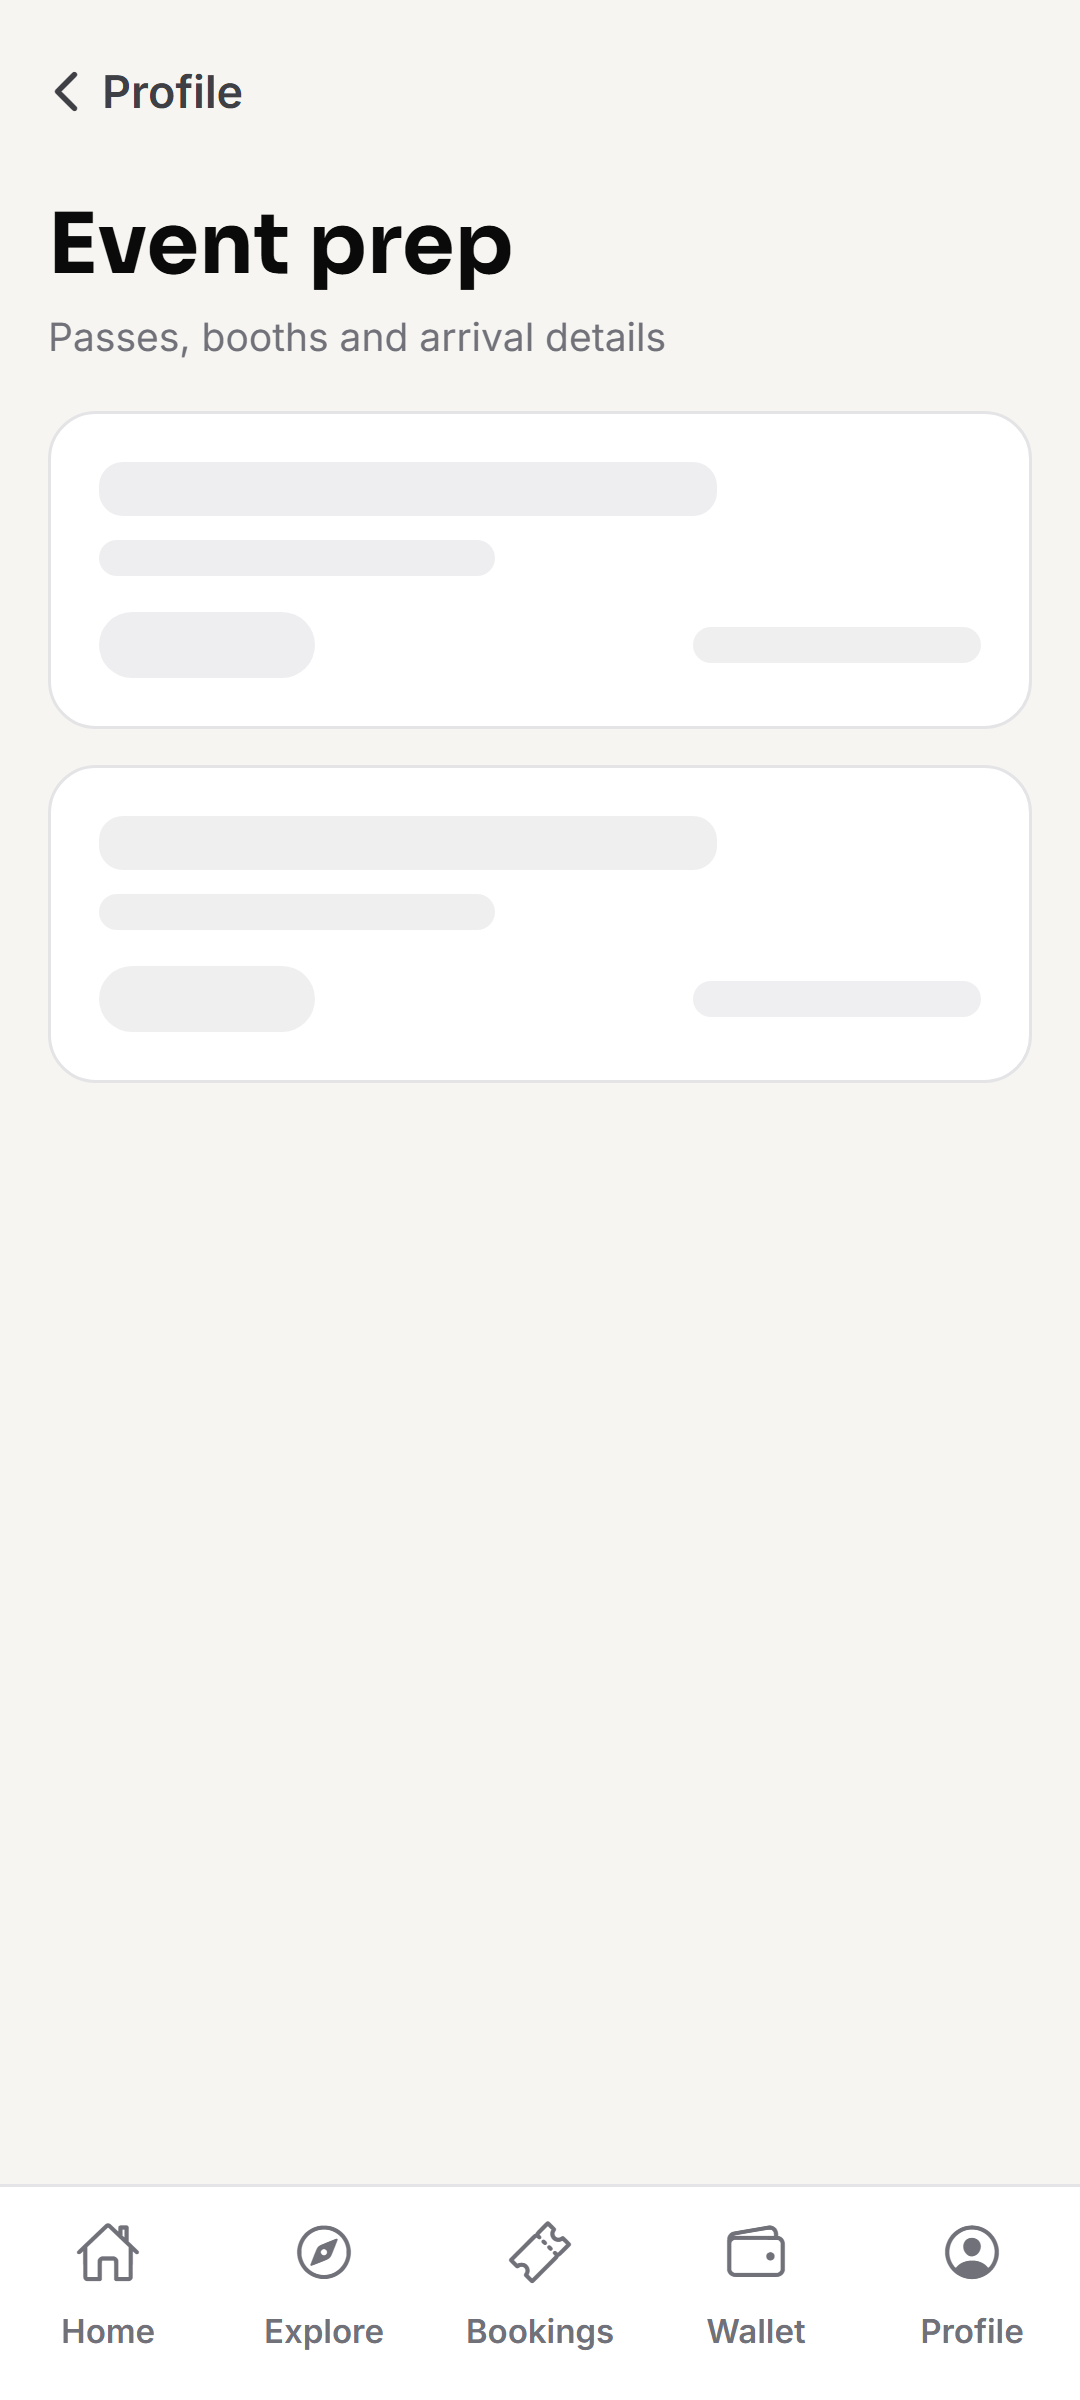 Profile
Event prep
Passes, booths and arrival details
Home
Explore
Bookings
Wallet
Profile